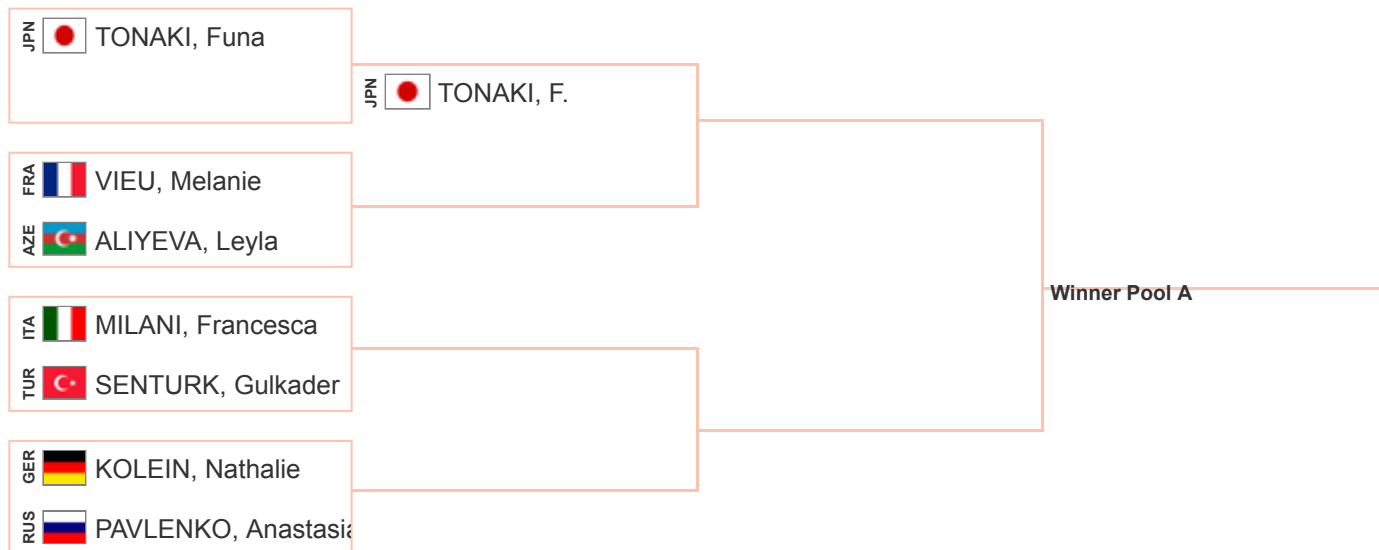 JPN TONAKI, Funa
JPN TONAKI, F.
FRA VIEU, Melanie
AZE ALIYEVA, Leyla
Winner Pool A
ITA MILANI, Francesca
TUR SENTURK, Gulkader
GER KOLEIN, Nathalie
RUS PAVLENKO, Anastasia